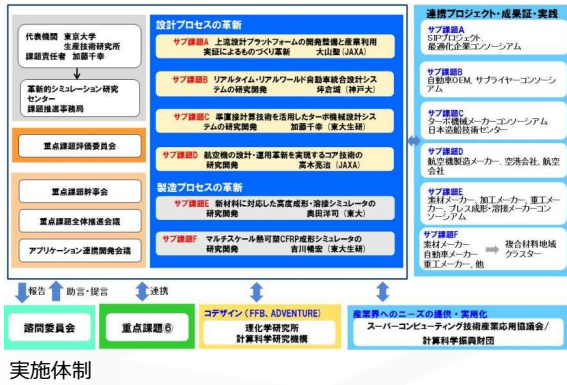 代表機関 東京大学
生産技術研究所
課題責任者 加藤千幸
革新的シミュレーション研究
センター
課題推進事務局
重点課題評価委員会
重点課題幹事会
重点課題全体推進会議
アプリケーション連携開発会議
設計プロセスの革新
サブ課題A 上流設計プラットフォームの開発整備と産業利用
実証によるものづくり革新 大山聖(JAXA)
サブ課題B リアルタイム・リアルワールド自動車統合設計シス
テムの研究開発 坪倉誠(神戸大)
サブ課題C 準直接計算技術を活用したターボ機械設計シス
テムの研究開発 加藤千幸(東大生研)
サブ課題D 航空機の設計・運用革新を実現するコア技術の
研究開発 高木亮治(JAXA)
製造プロセスの革新
サブ課題E 新材料に対応した高度成形・溶接シミュレータの
研究開発 奥田洋司(東大)
サブ課題F マルチスケール熱可塑CFRP成形シミュレータの
研究開発 吉川暢宏(東大生研)
連携プロジェクト・成果証・実践
サブ課題A
SIPプロジェクト、
最適化企業コンソーシアム
サブ課題B
自動車OEM, サプライヤーコンソーシ
アム
サブ課題C
ターボ機械メーカーコンソーシアム
日本造船技術センター
サブ課題D
航空機製造メーカー、空港会社、航空
会社
サブ課題E
素材メーカー、加工メーカー、重工メー
カー、プレス成形・溶接メーカーコン
ソーシアム
サブ課題F
素材メーカー
自動車メーカー
重工メーカー、他
複合材料地域
クラスター
報告 助言・提言 連携
諮問委員会
重点課題⑥
コデザイン(FFB, ADVENTURE)
理化学研究所
計算科学研究機構
産業界へのニーズの提供・実用化
スーパーコンピューティング技術産業応用協議会/
計算科学振興財団
実施体制